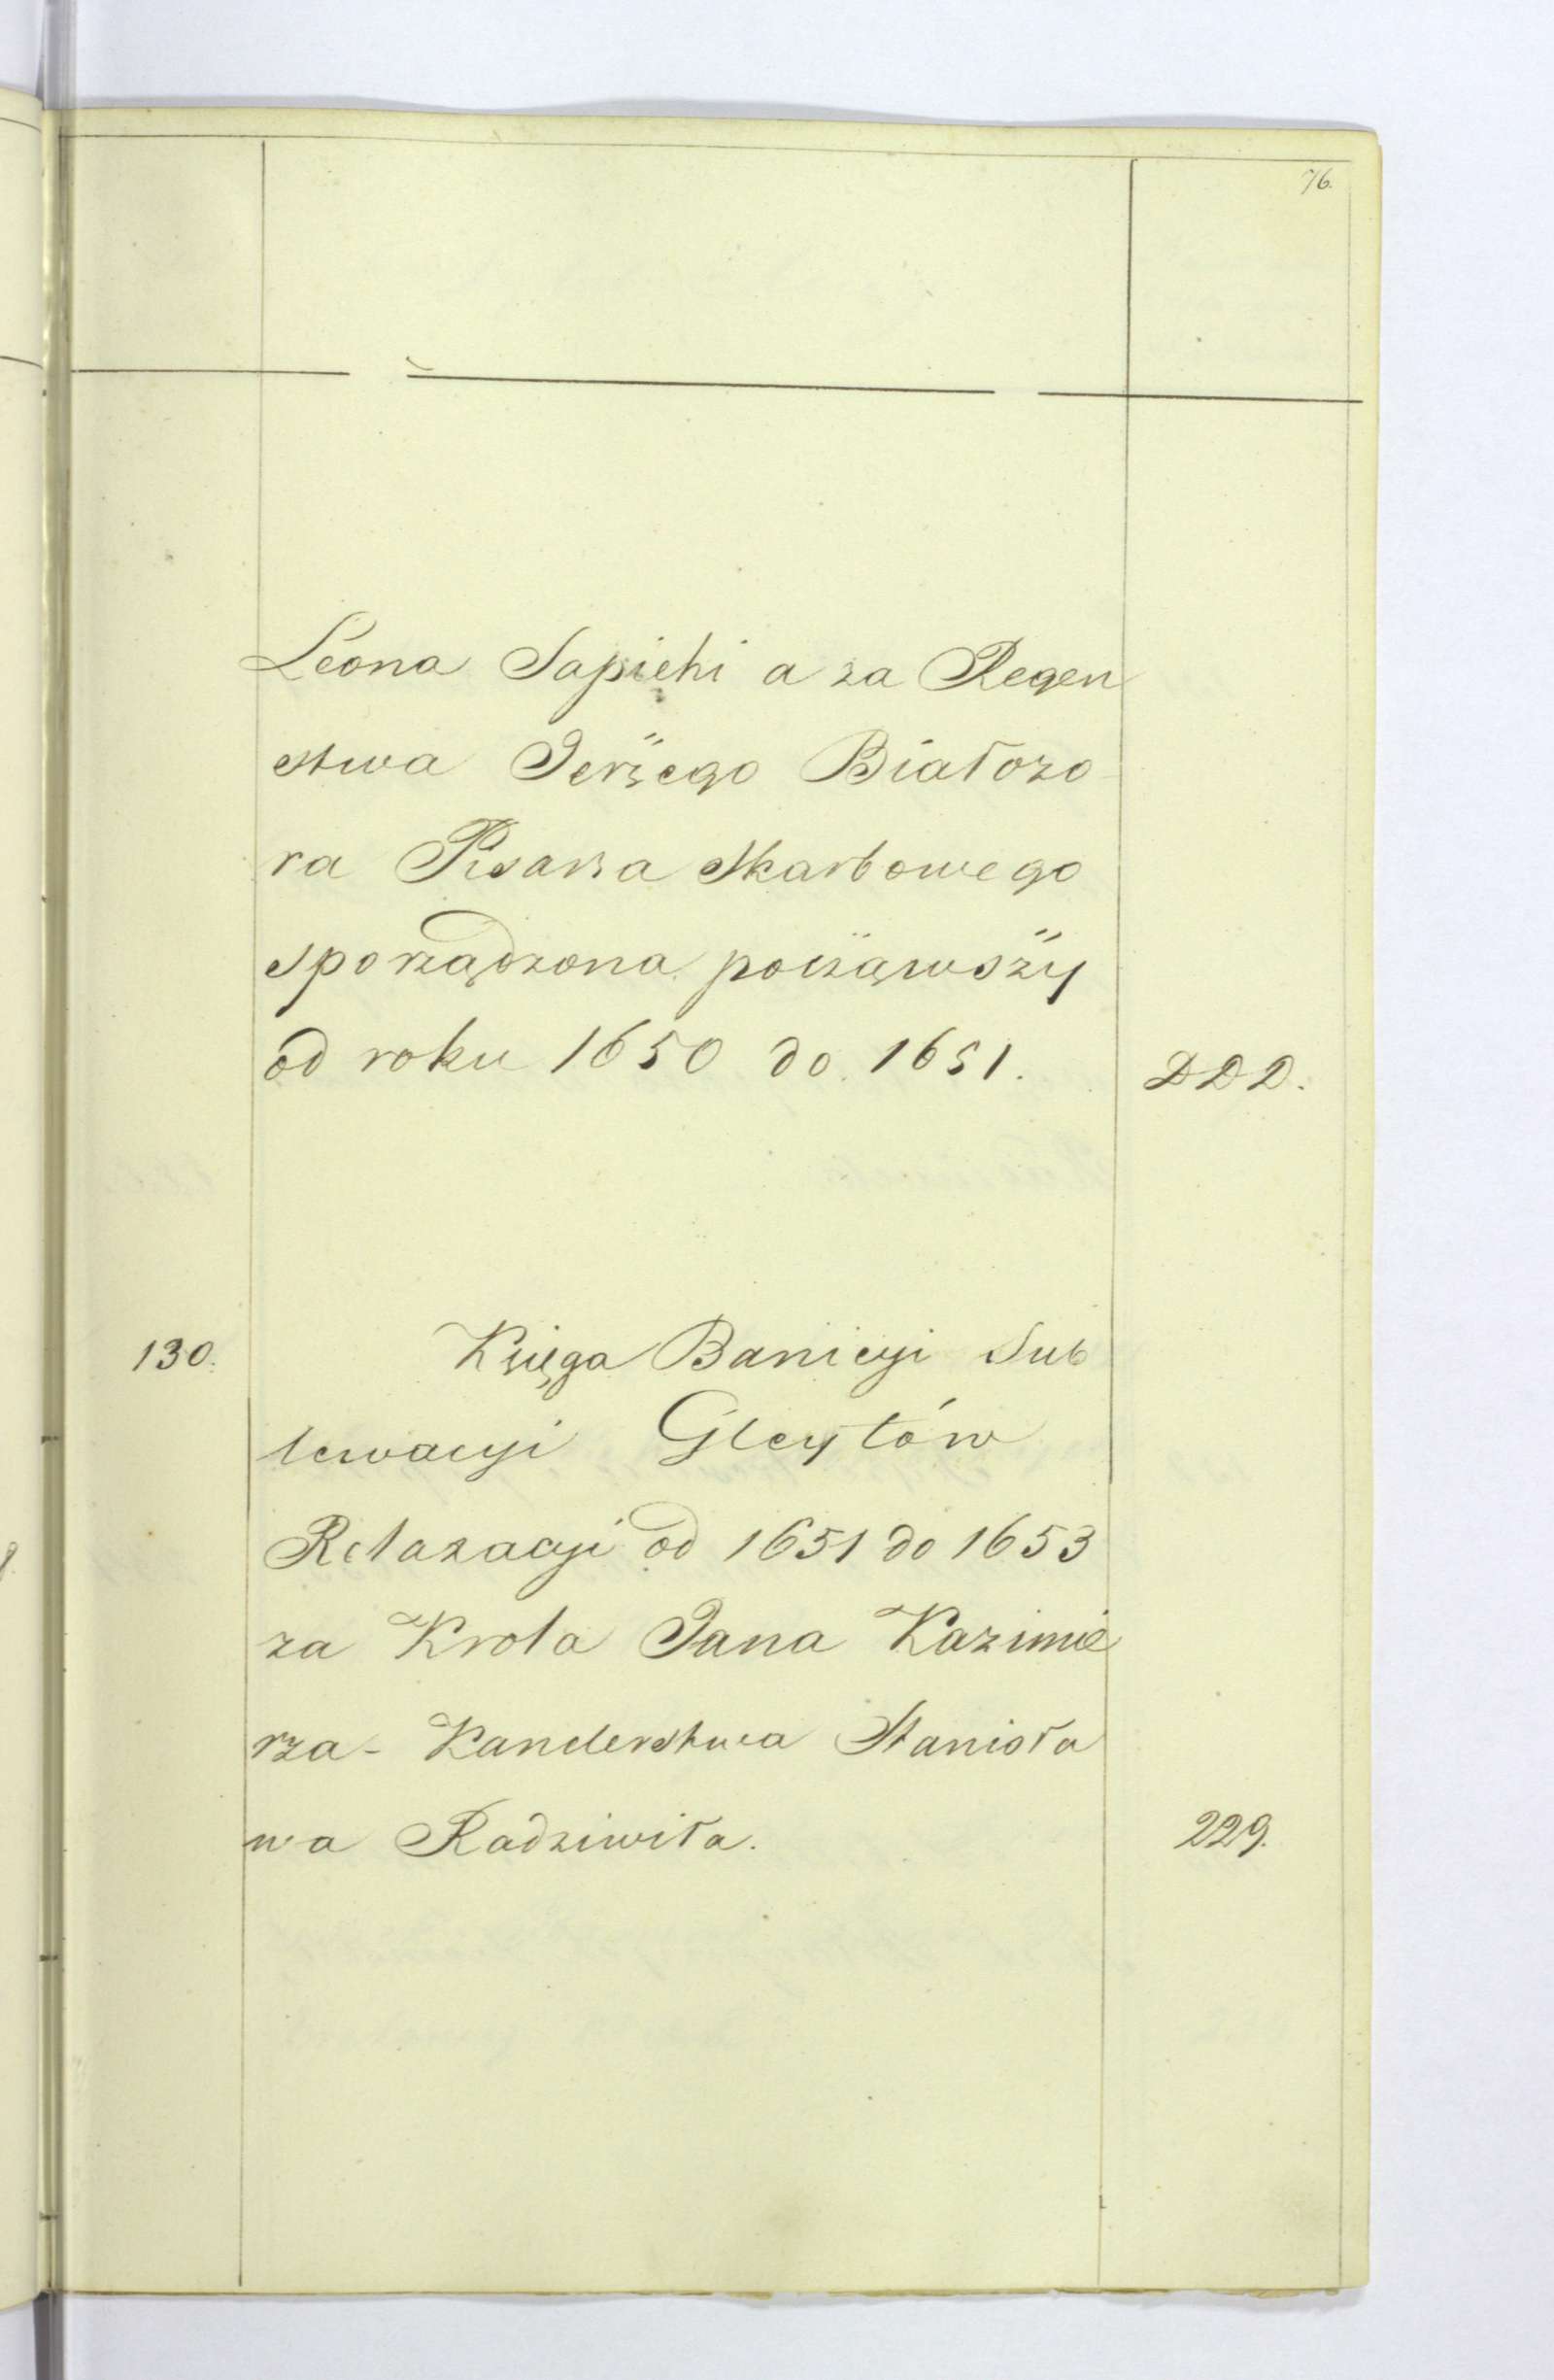 76.
Leona Sapiehi a za Regen
stwa Jerzego Białozo-
ra Pisarza Skarbowego
sporządzona począwszy
od roku 1650 do 1651. DDD.
130. Księga Banicyi Sub
lewacyi Gleytów
Relaxacyi od 1651 do 1653
za Krola Jana Kazimie
rza - Kanclerstwa Stanisła
wa Radziwiła. 229.